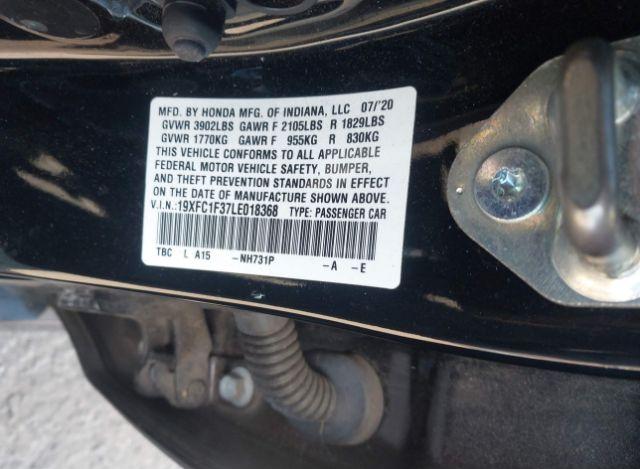 MFD. BY HONDA MFG. OF INDIANA, LLC 07/'20
GVWR 3902LBS GAWR F 2105LBS R 1829LBS
GVWR 1770KG GAWR F 955KG R 830KG
THIS VEHICLE CONFORMS TO ALL APPLICABLE
FEDERAL MOTOR VEHICLE SAFETY, BUMPER,
AND THEFT PREVENTION STANDARDS IN EFFECT
ON THE DATE OF MANUFACTURE SHOWN ABOVE.
V.I.N.:19XFC1F37LE018368 TYPE: PASSENGER CAR
TBC L A15 -NH731P -A -E